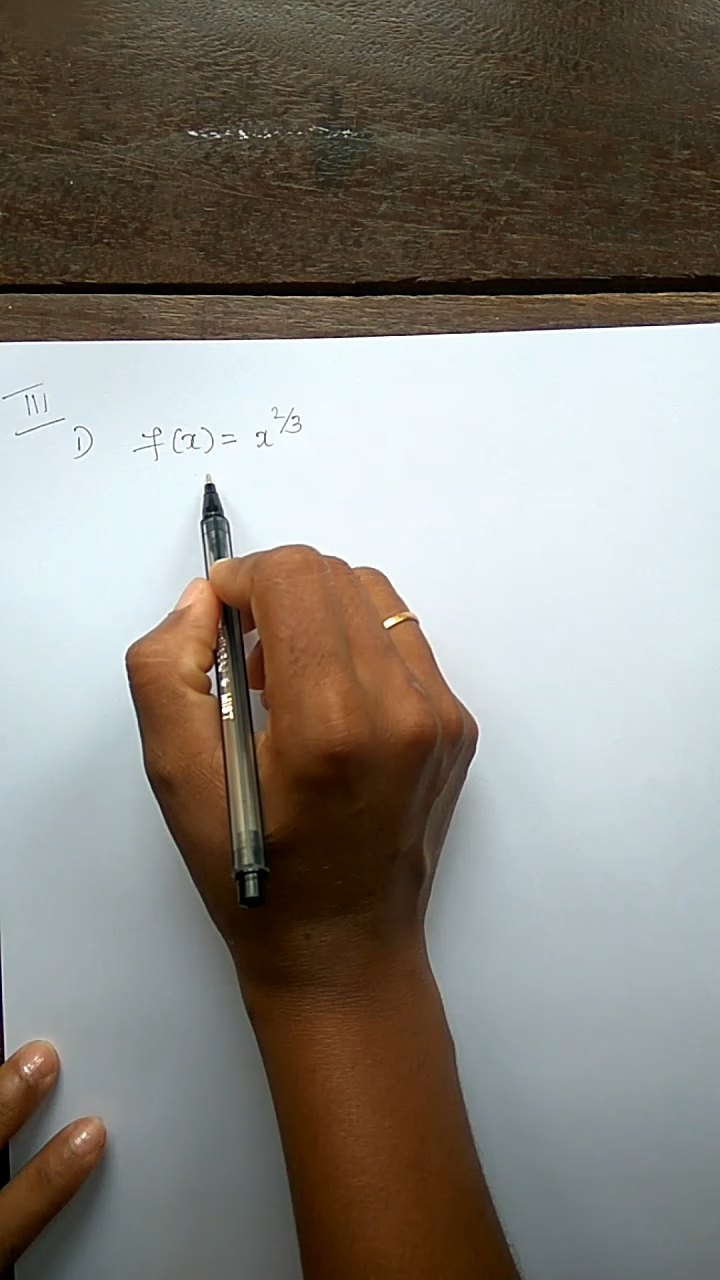 III
1) f(x) = x^2/3